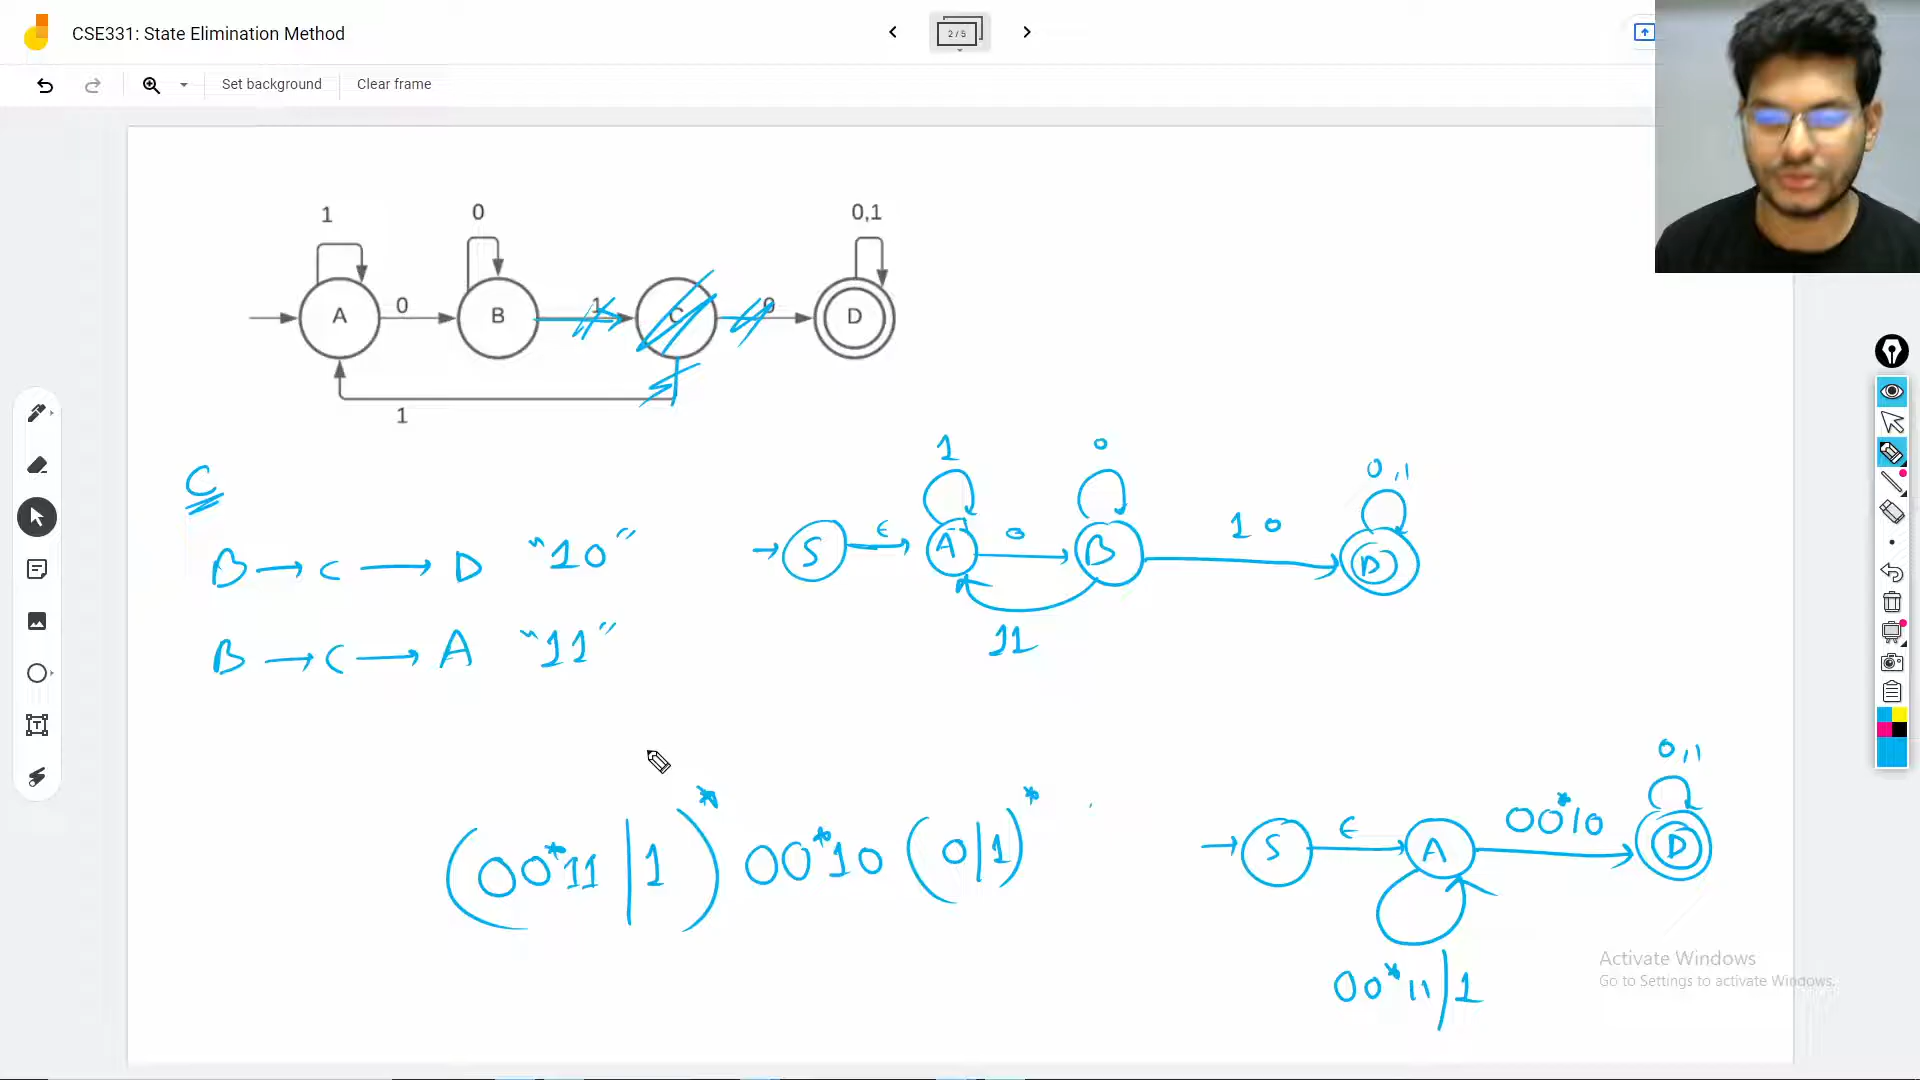 CSE331: State Elimination Method
2 / 5
Set background
Clear frame
1
0
0,1
A
0
B
1
C
0
D
1
C
B → C → D "10"
B → C → A "11"
1
0
0,1
→ S
ϵ
A
0
B
10
D
11
(00*11|1)* 00*10 (0|1)*
0,1
→ S
ϵ
A
00*10
D
00*11|1
Activate Windows
Go to Settings to activate Windows.